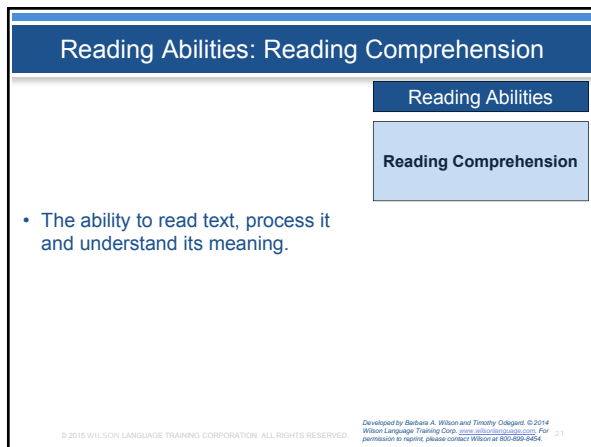 Reading Abilities: Reading Comprehension
Reading Abilities
Reading Comprehension
• The ability to read text, process it
and understand its meaning.
© 2015 WILSON LANGUAGE TRAINING CORPORATION. ALL RIGHTS RESERVED.
Developed by Barbara A. Wilson and Timothy Odegard. © 2014
Wilson Language Training Corp. www.wilsonlanguage.com. For
permission to reprint, please contact Wilson at 800-899-8454.
21